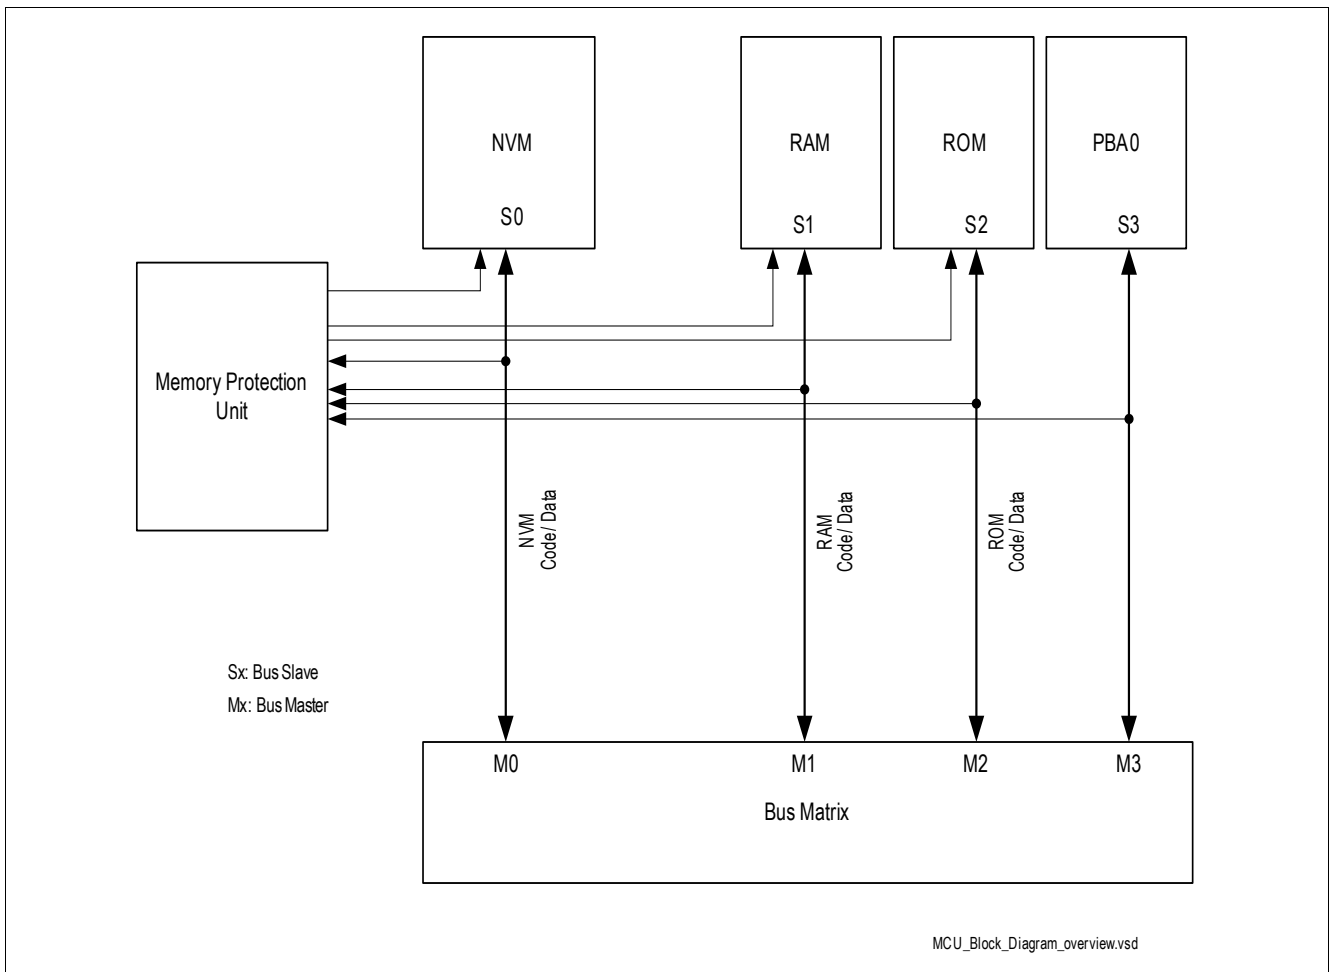 NVM
RAM
ROM
PBA0
S0
S1
S2
S3
Memory Protection
Unit
NVM
Code/ Data
RAM
Code/ Data
ROM
Code/ Data
Sx: Bus Slave
Mx: Bus Master
M0
M1
M2
M3
Bus Matrix
MCU_Block_Diagram_overview.vsd